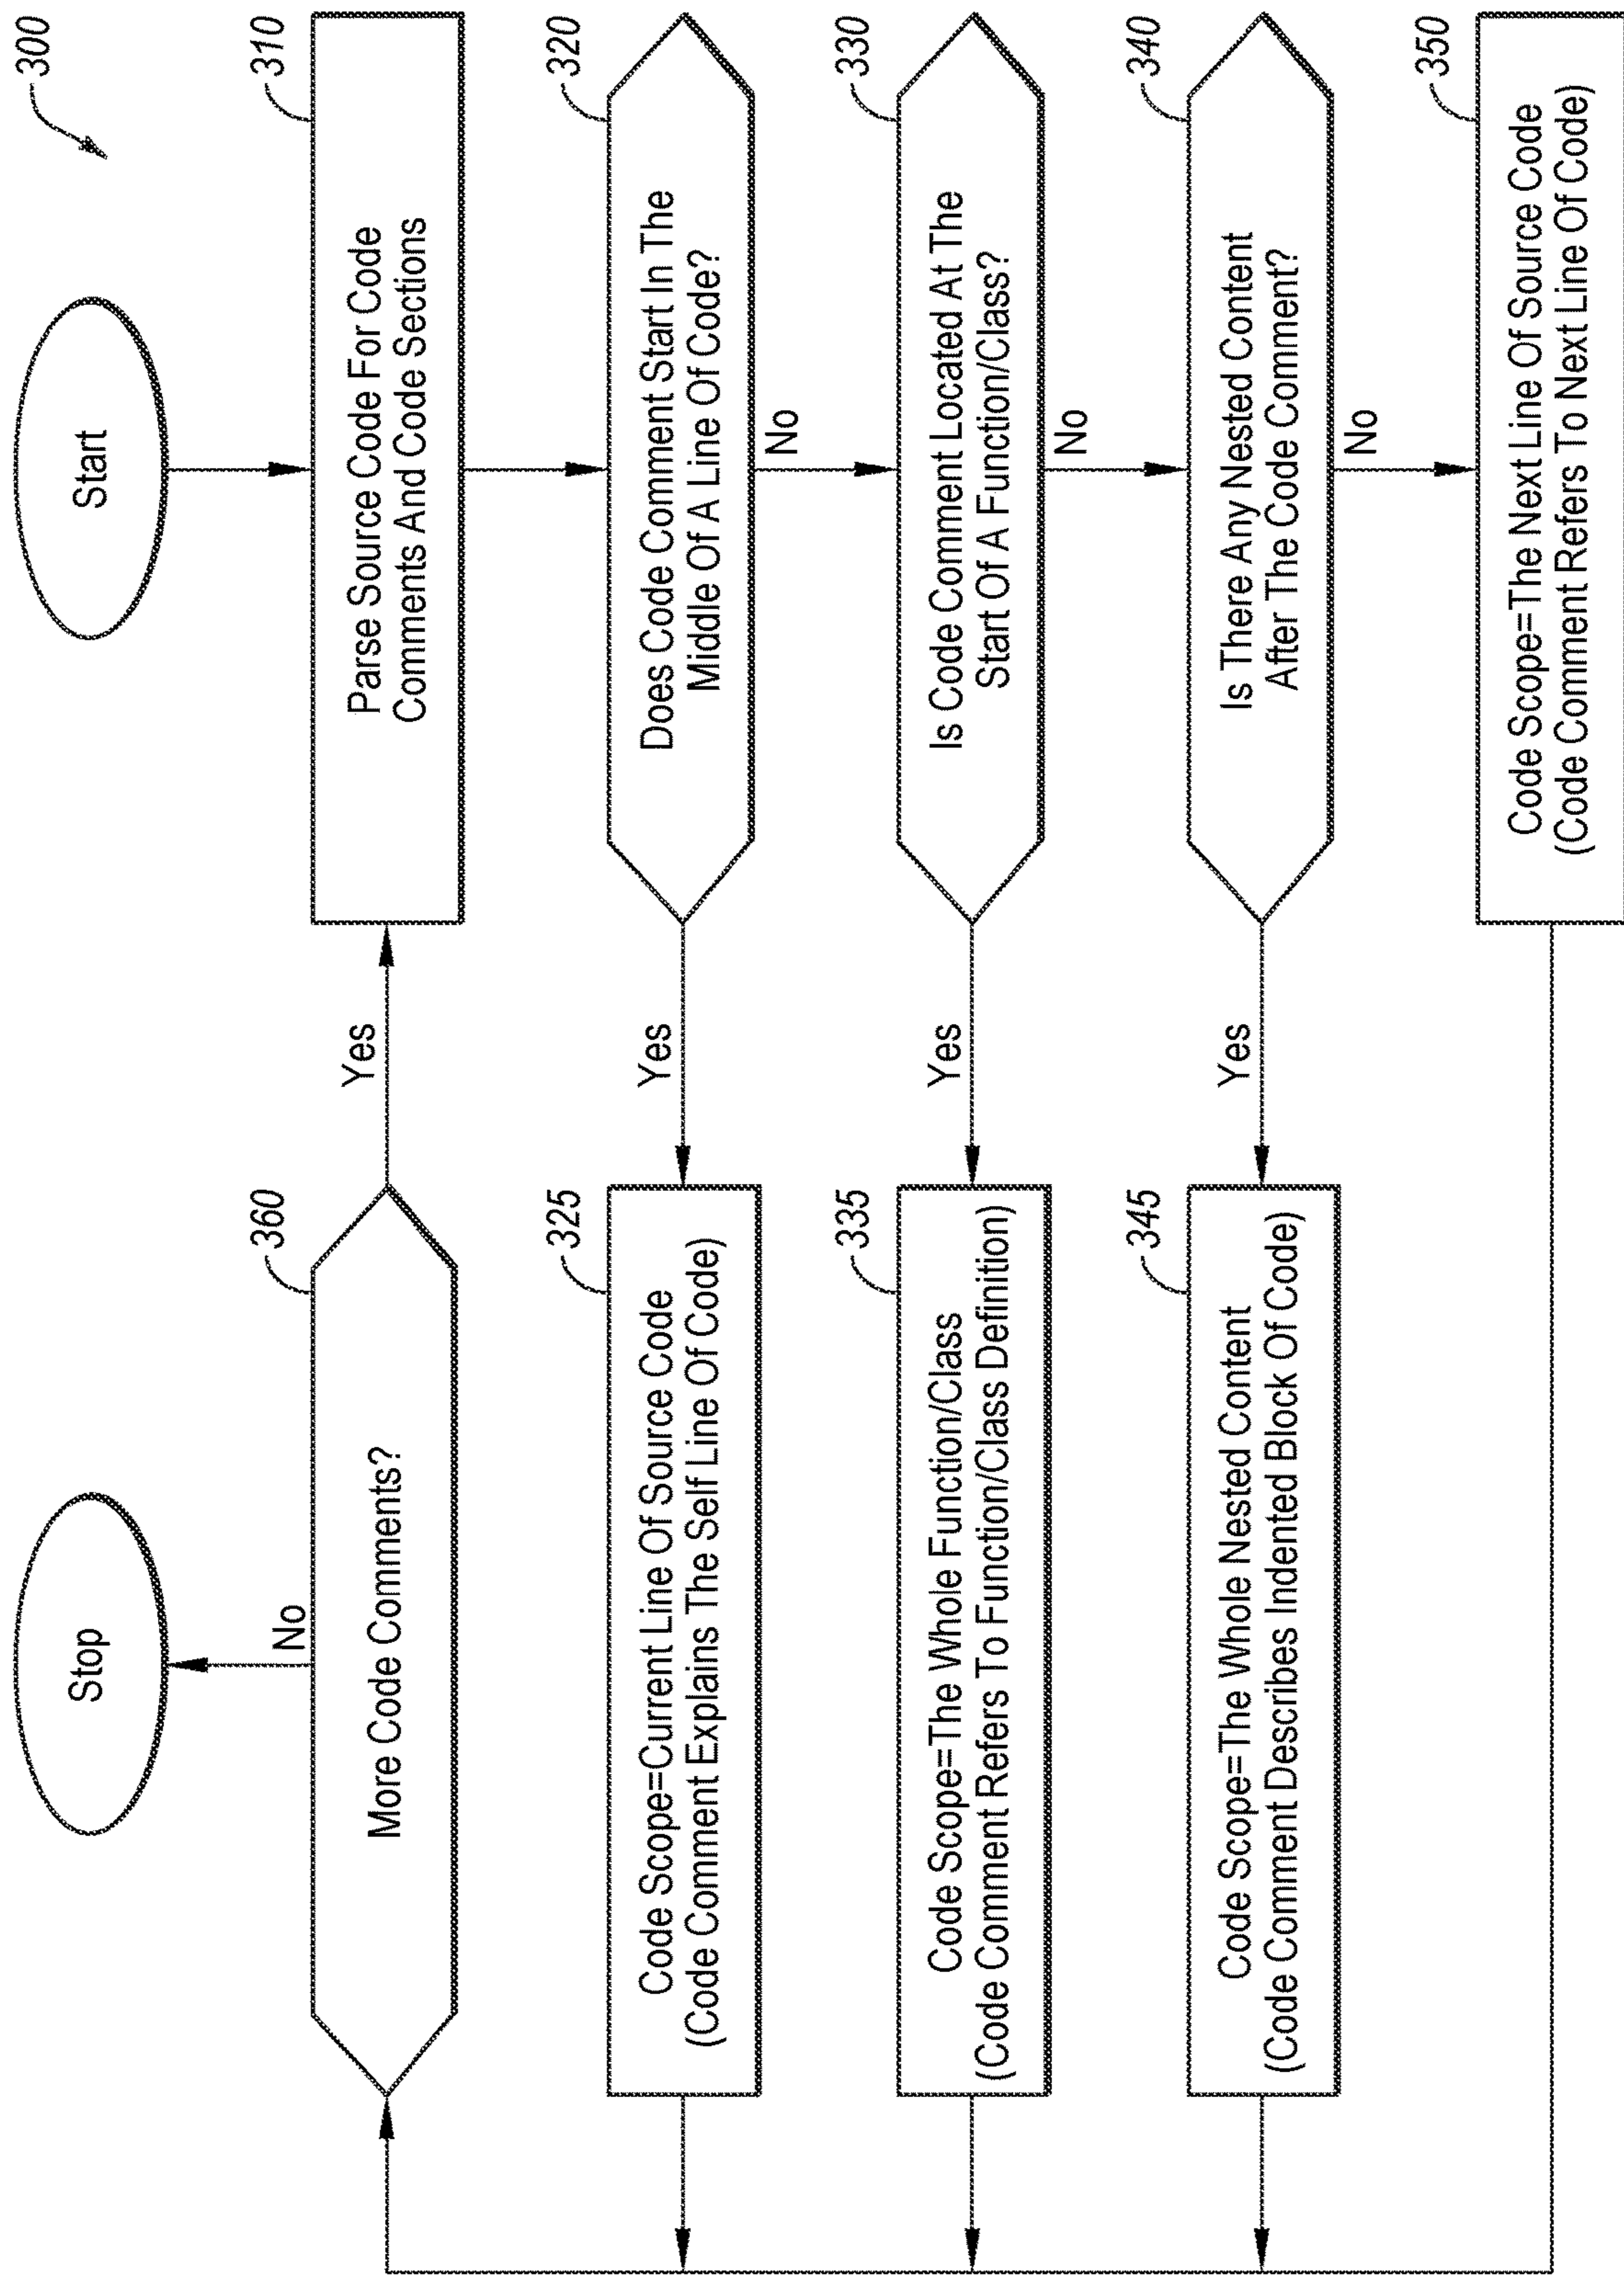 300
Start
Stop
310
Parse Source Code For Code
Comments And Code Sections
360
More Code Comments?
Yes
No
320
Does Code Comment Start In The
Middle Of A Line Of Code?
Yes
No
325
Code Scope=Current Line Of Source Code
(Code Comment Explains The Self Line Of Code)
330
Is Code Comment Located At The
Start Of A Function/Class?
Yes
No
335
Code Scope=The Whole Function/Class
(Code Comment Refers To Function/Class Definition)
340
Is There Any Nested Content
After The Code Comment?
Yes
No
345
Code Scope=The Whole Nested Content
(Code Comment Describes Indented Block Of Code)
350
Code Scope=The Next Line Of Source Code
(Code Comment Refers To Next Line Of Code)